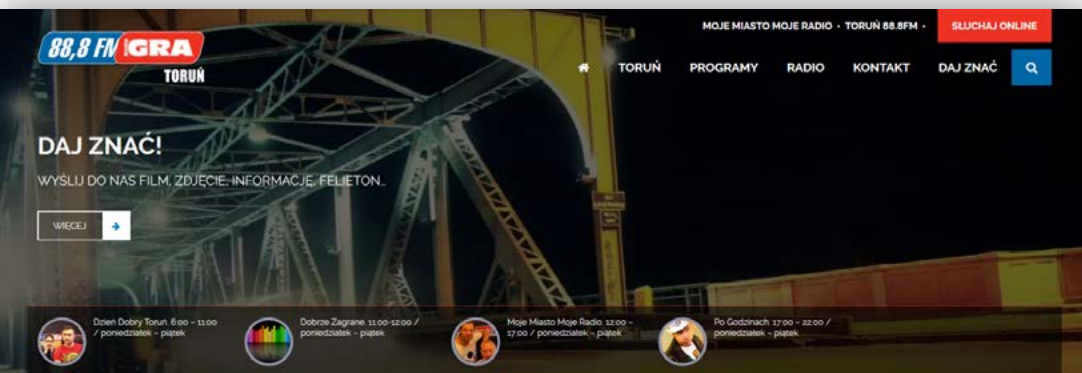 MOJE MIASTO MOJE RADIO • TORUŃ 88.8FM •
SŁUCHAJ ONLINE
88,8 FM GRA
TORUŃ
TORUŃ PROGRAMY RADIO KONTAKT DAJ ZNAĆ
DAJ ZNAĆ!
WYŚLIJ DO NAS FILM, ZDJĘCIE, INFORMACJĘ, FELIETON...
WIĘCEJ
Dzień Dobry Toruń. 6:00 – 11:00
/ poniedziałek – piątek
Dobrze Zagrane. 11:00-12:00 /
poniedziałek – piątek
Moje Miasto Moje Radio. 12:00 –
17:00 / poniedziałek – piątek
Po Godzinach. 17:00 – 22:00 /
poniedziałek – piątek